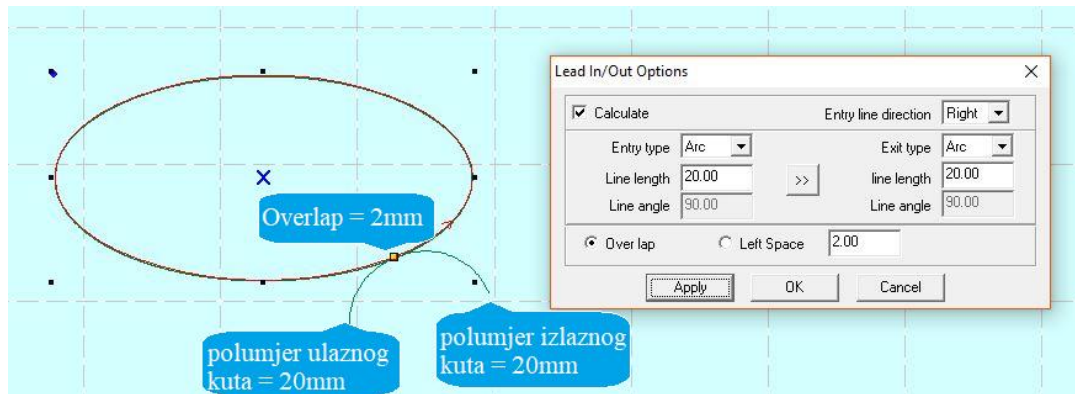 Overlap = 2mm
polumjer ulaznog
kuta = 20mm
polumjer izlaznog
kuta = 20mm
Lead In/Out Options
Calculate
Entry line direction Right
Entry type Arc
Exit type Arc
Line length 20.00
>>
line length 20.00
Line angle 90.00
Line angle 90.00
Over lap Left Space 2.00
Apply OK Cancel